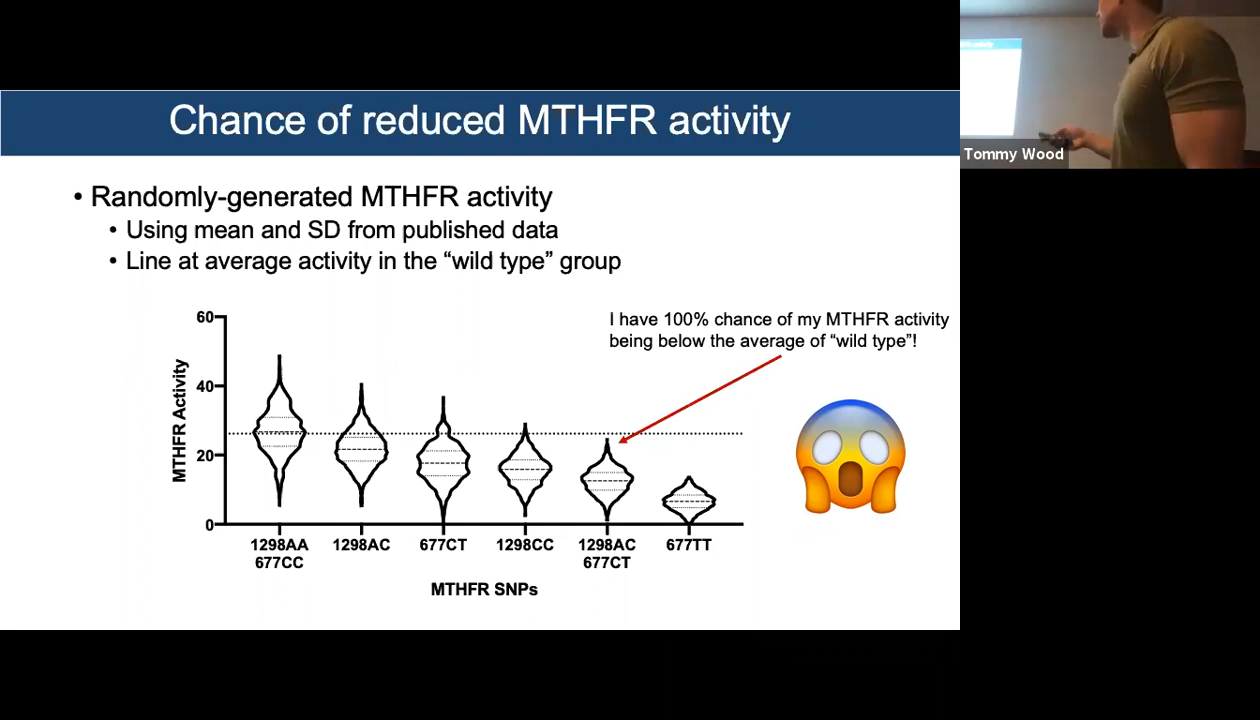 Chance of reduced MTHFR activity
• Randomly-generated MTHFR activity
• Using mean and SD from published data
• Line at average activity in the “wild type” group
I have 100% chance of my MTHFR activity
being below the average of “wild type”!
MTHFR Activity
60
40
20
0
1298AA
677CC
1298AC
677CT
1298CC
1298AC
677CT
677TT
MTHFR SNPs
Tommy Wood